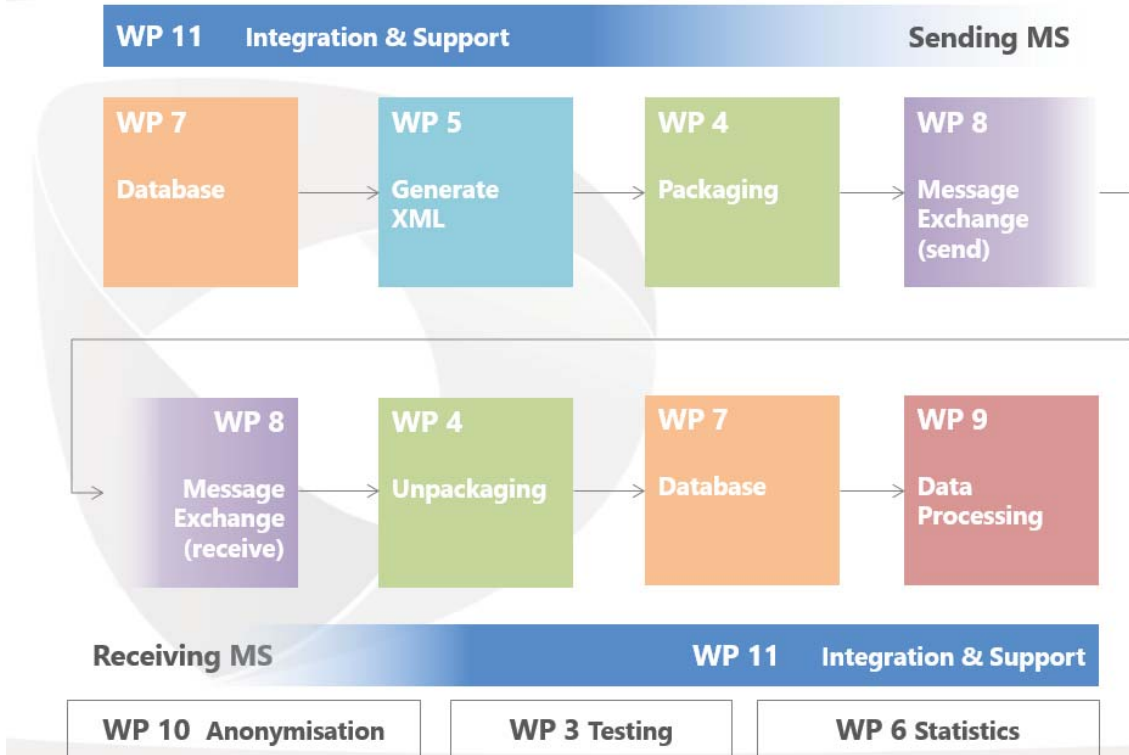 WP 11 Integration & Support Sending MS
WP 7
Database
WP 5
Generate
XML
WP 4
Packaging
WP 8
Message
Exchange
(send)
WP 8
Message
Exchange
(receive)
WP 4
Unpackaging
WP 7
Database
WP 9
Data
Processing
Receiving MS WP 11 Integration & Support
WP 10 Anonymisation
WP 3 Testing
WP 6 Statistics